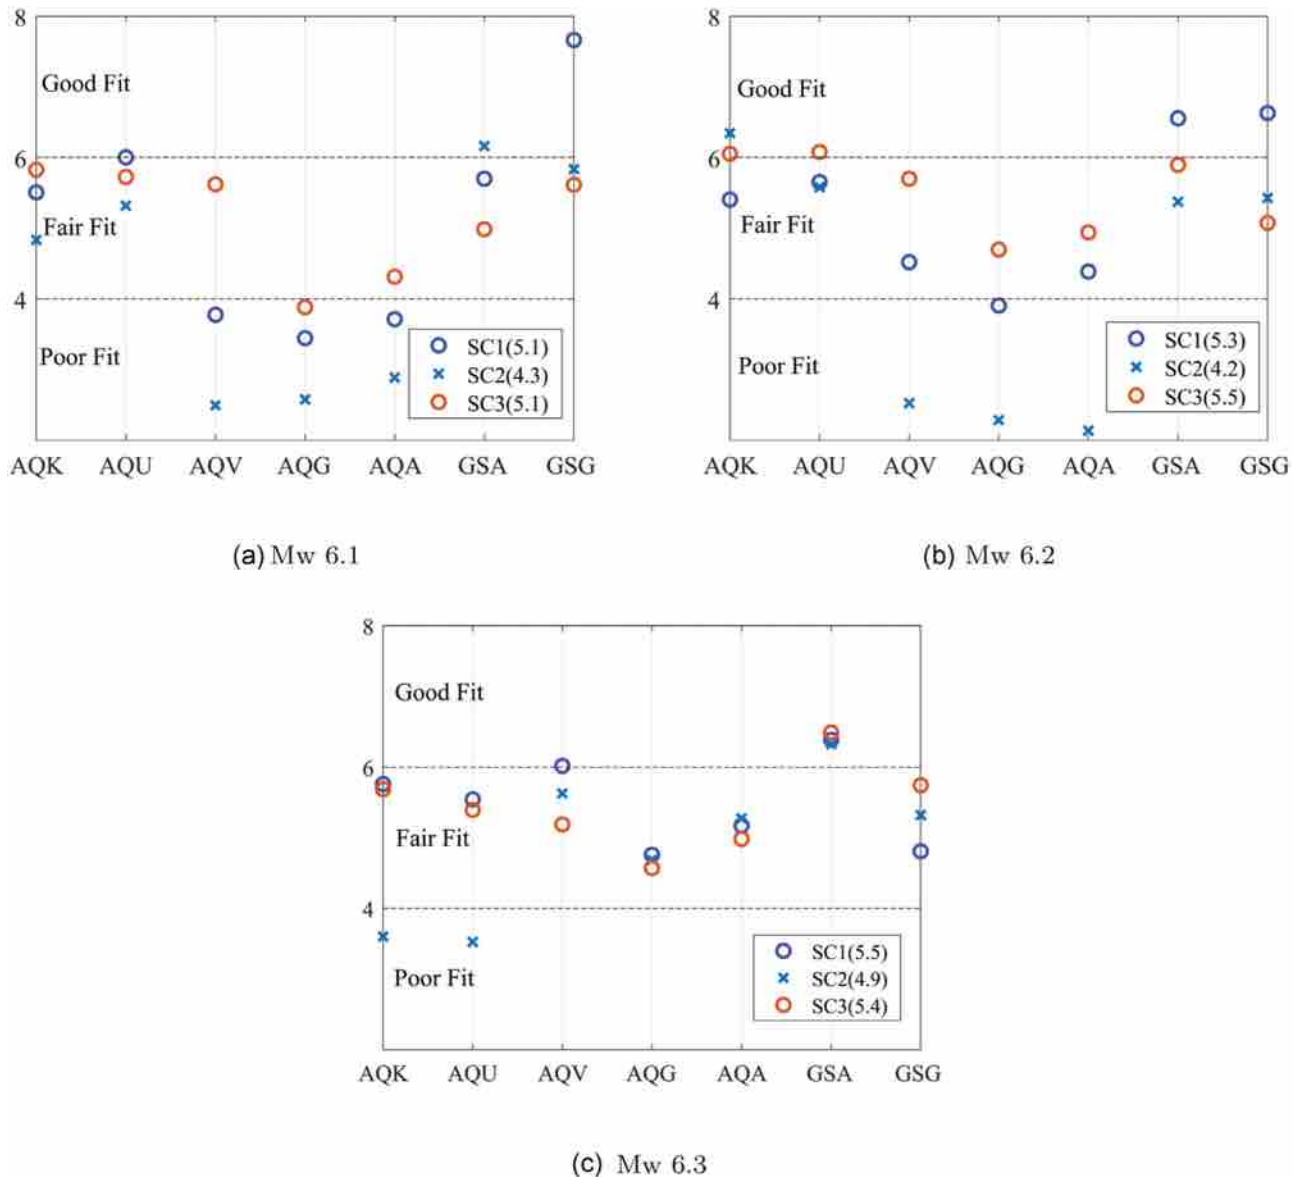 8
Good Fit
6
Fair Fit
4
Poor Fit
SC1(5.1)
SC2(4.3)
SC3(5.1)
AQK AQU AQV AQG AQA GSA GSG
(a) Mw 6.1
8
Good Fit
6
Fair Fit
4
Poor Fit
SC1(5.3)
SC2(4.2)
SC3(5.5)
AQK AQU AQV AQG AQA GSA GSG
(b) Mw 6.2
8
Good Fit
6
Fair Fit
4
Poor Fit
SC1(5.5)
SC2(4.9)
SC3(5.4)
AQK AQU AQV AQG AQA GSA GSG
(c) Mw 6.3